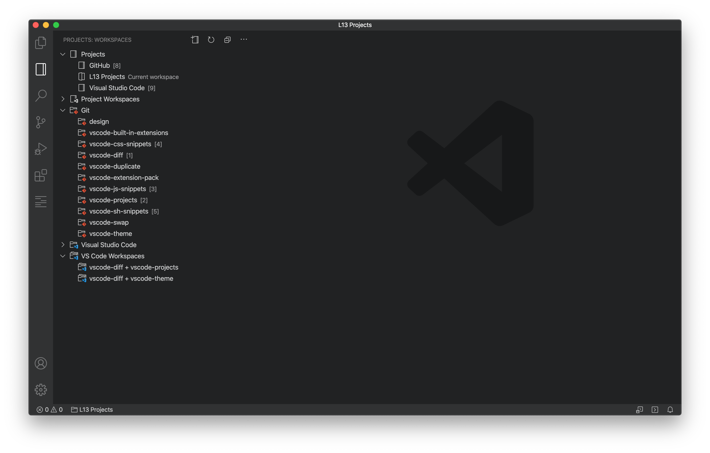 L13 Projects
PROJECTS: WORKSPACES
Projects
GitHub [8]
L13 Projects Current workspace
Visual Studio Code [9]
Project Workspaces
Git
design
vscode-built-in-extensions
vscode-css-snippets [4]
vscode-diff [1]
vscode-duplicate
vscode-extension-pack
vscode-js-snippets [3]
vscode-projects [2]
vscode-sh-snippets [5]
vscode-swap
vscode-theme
Visual Studio Code
VS Code Workspaces
vscode-diff + vscode-projects
vscode-diff + vscode-theme
0 0 L13 Projects